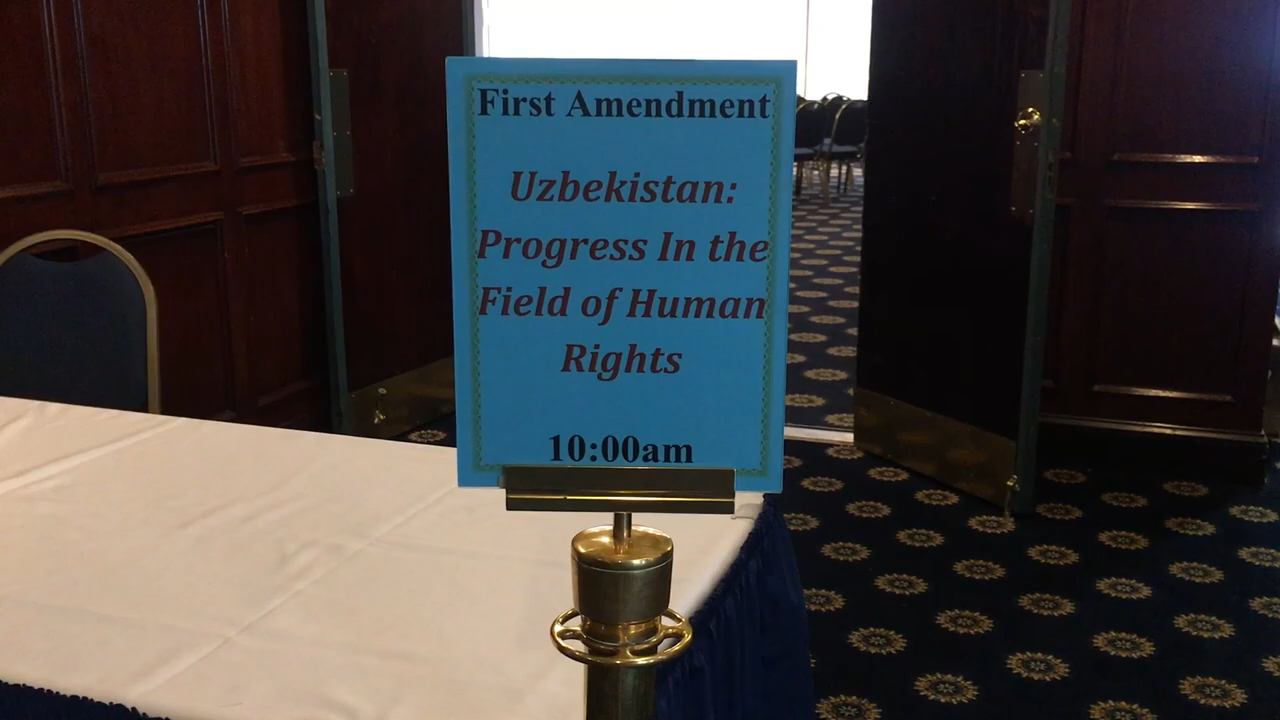 First Amendment
Uzbekistan:
Progress In the
Field of Human
Rights
10:00am